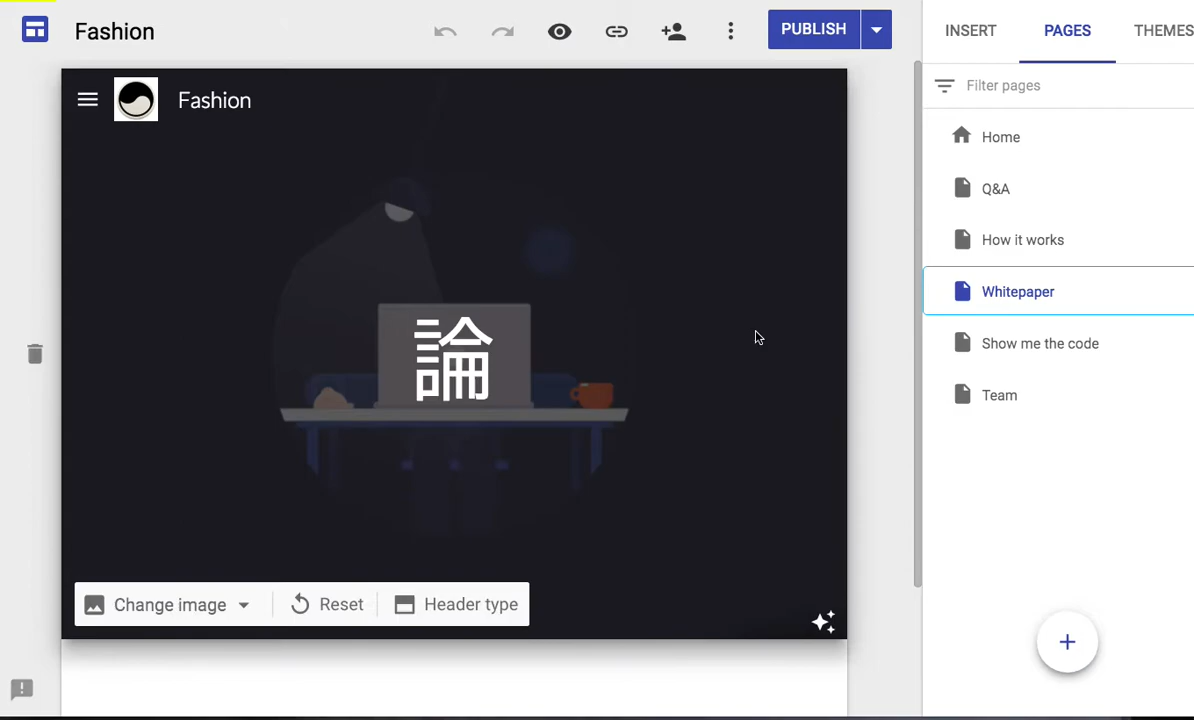 Fashion
PUBLISH
INSERT
PAGES
THEMES
Fashion
論
Change image
Reset
Header type
Filter pages
Home
Q&A
How it works
Whitepaper
Show me the code
Team